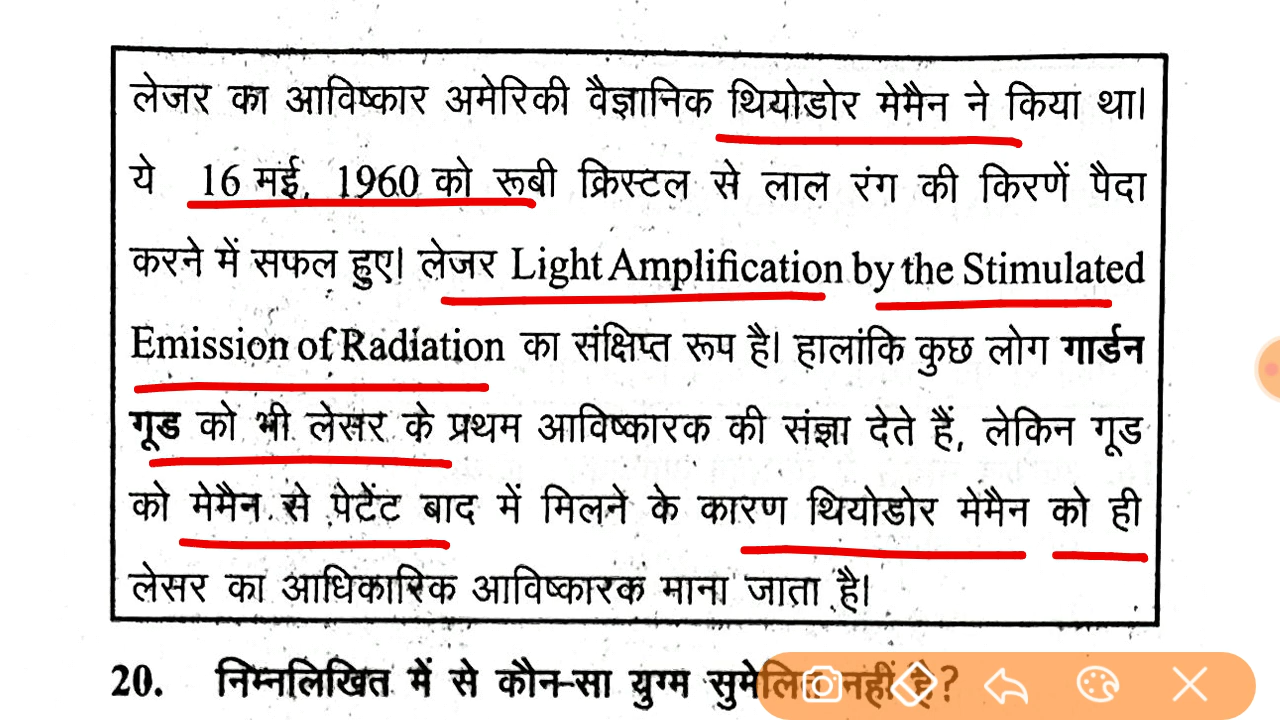 लेजर का आविष्कार अमेरिकी वैज्ञानिक थियोडोर मेमैन ने किया था।
ये 16 मई, 1960 को रूबी क्रिस्टल से लाल रंग की किरणें पैदा
करने में सफल हुए। लेजर Light Amplification by the Stimulated
Emission of Radiation का संक्षिप्त रूप है। हालांकि कुछ लोग गार्डन
गूड को भी लेसर के प्रथम आविष्कारक की संज्ञा देते हैं, लेकिन गूड
को मेमैन से पेटेंट बाद में मिलने के कारण थियोडोर मेमैन को ही
लेसर का आधिकारिक आविष्कारक माना जाता है।
20. निम्नलिखित में से कौन-सा युग्म सुमेलित नहीं है?